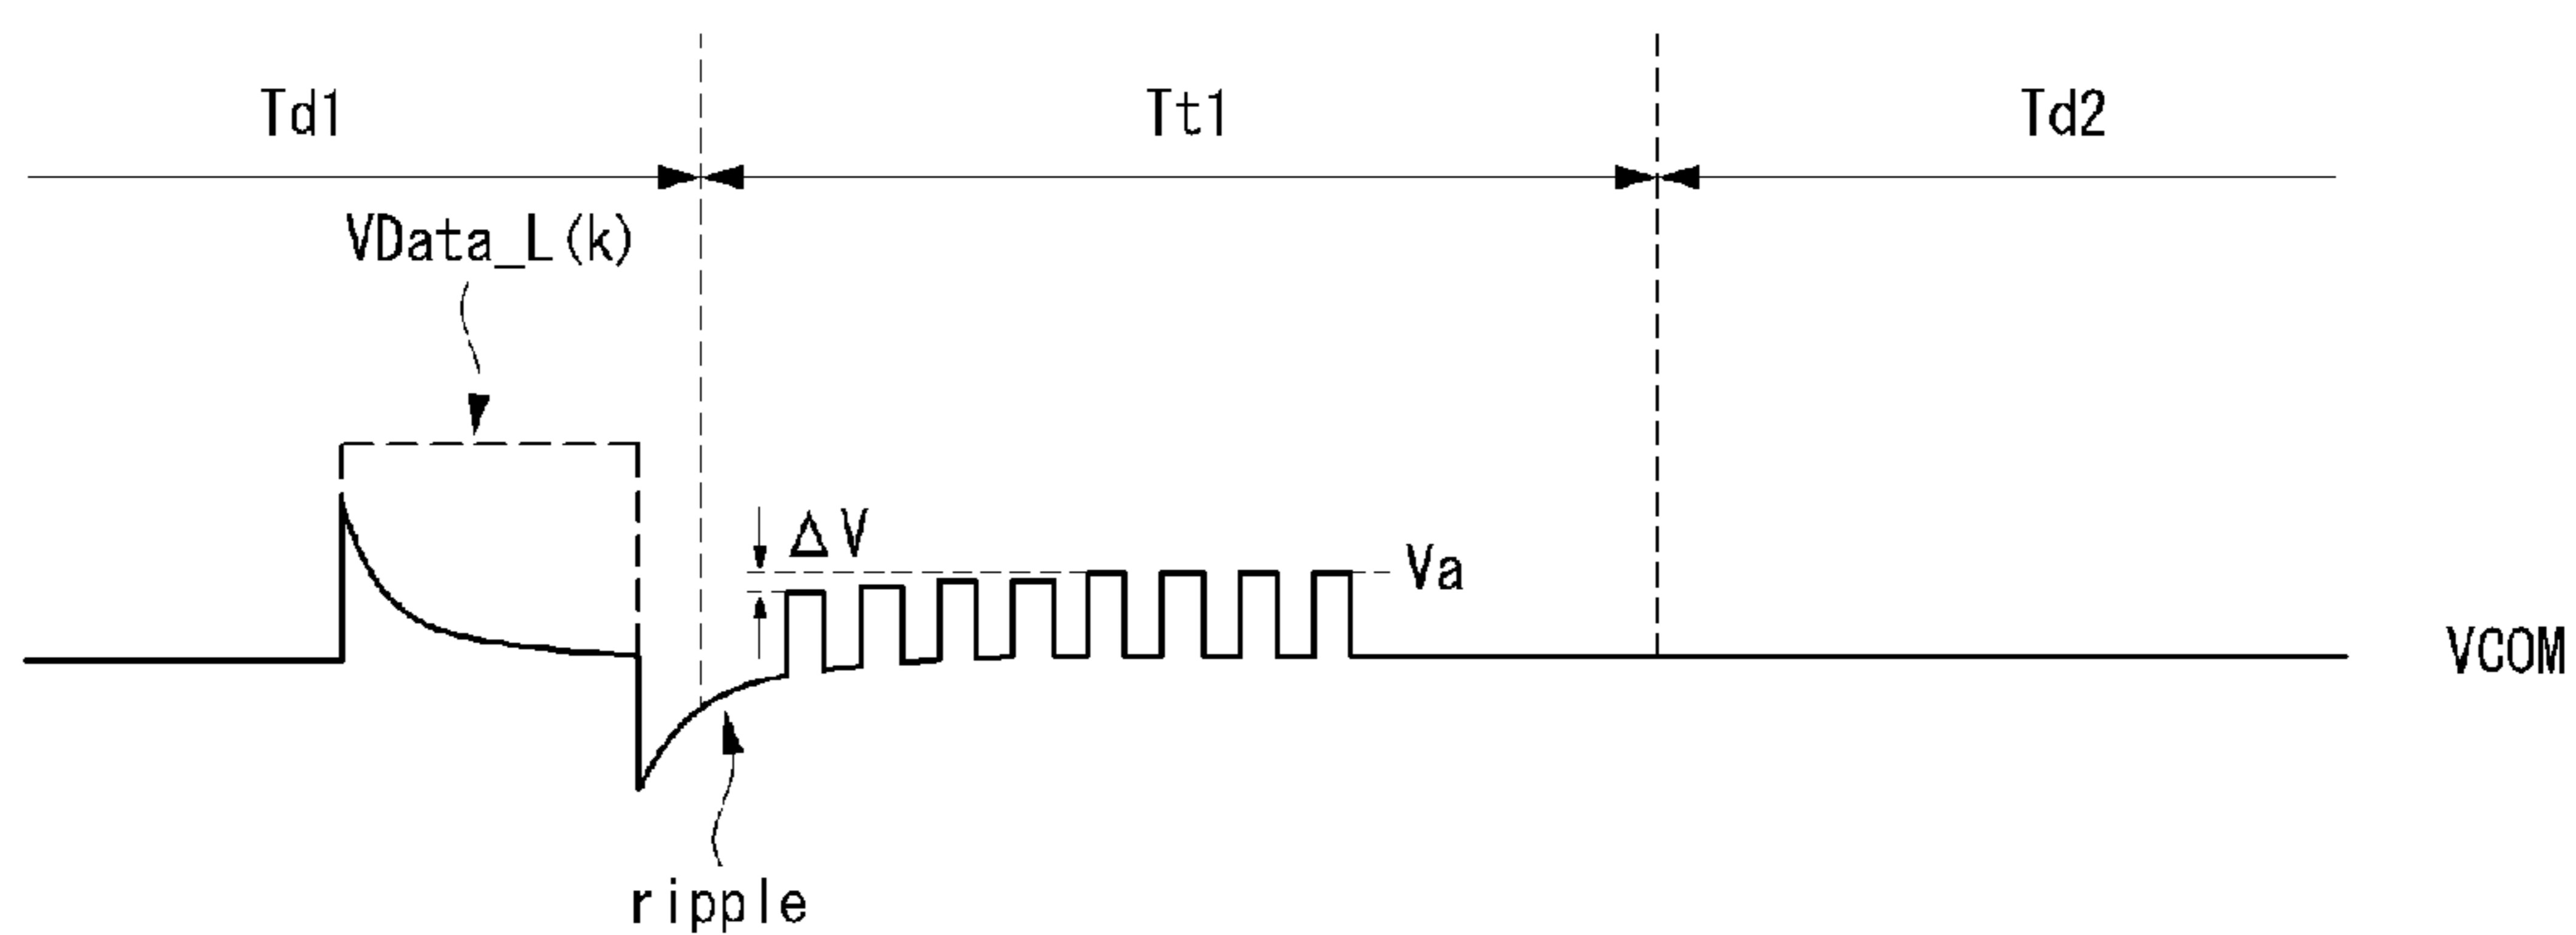 Td1 Tt1 Td2
VData_L(k)
ΔV
Va
VCOM
ripple